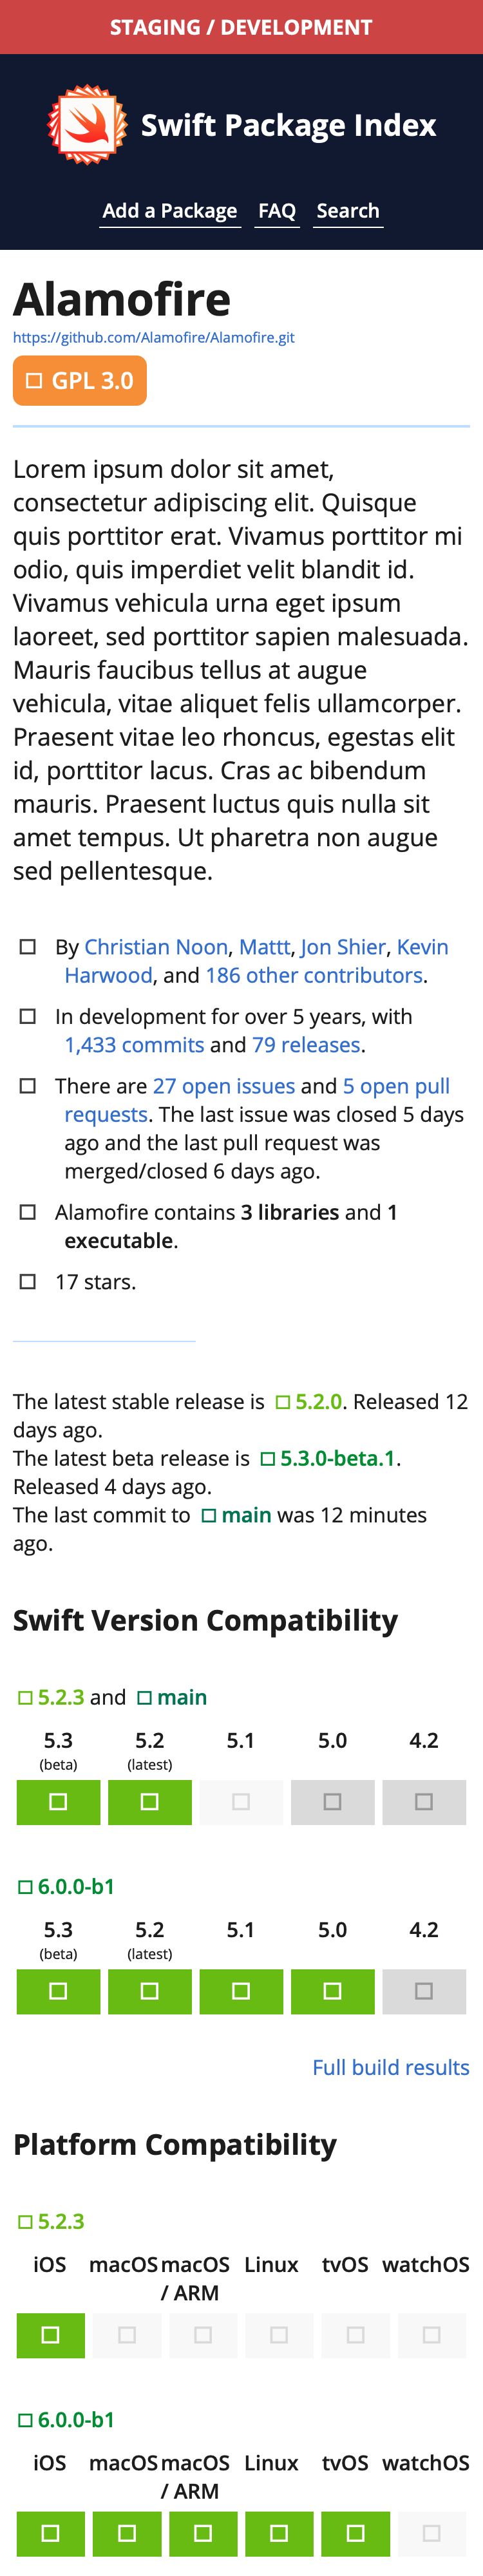 STAGING / DEVELOPMENT
Swift Package Index
Add a Package FAQ Search
Alamofire
https://github.com/Alamofire/Alamofire.git
GPL 3.0
Lorem ipsum dolor sit amet,
consectetur adipiscing elit. Quisque
quis porttitor erat. Vivamus porttitor mi
odio, quis imperdiet velit blandit id.
Vivamus vehicula urna eget ipsum
laoreet, sed porttitor sapien malesuada.
Mauris faucibus tellus at augue
vehicula, vitae aliquet felis ullamcorper.
Praesent vitae leo rhoncus, egestas elit
id, porttitor lacus. Cras ac bibendum
mauris. Praesent luctus quis nulla sit
amet tempus. Ut pharetra non augue
sed pellentesque.
By Christian Noon, Mattt, Jon Shier, Kevin
Harwood, and 186 other contributors.
In development for over 5 years, with
1,433 commits and 79 releases.
There are 27 open issues and 5 open pull
requests. The last issue was closed 5 days
ago and the last pull request was
merged/closed 6 days ago.
Alamofire contains 3 libraries and 1
executable.
17 stars.
The latest stable release is 5.2.0. Released 12
days ago.
The latest beta release is 5.3.0-beta.1.
Released 4 days ago.
The last commit to main was 12 minutes
ago.
Swift Version Compatibility
5.2.3 and main
5.3 5.2 5.1 5.0 4.2
(beta) (latest)
6.0.0-b1
5.3 5.2 5.1 5.0 4.2
(beta) (latest)
Full build results
Platform Compatibility
5.2.3
iOS macOS macOS Linux tvOS watchOS
/ ARM
6.0.0-b1
iOS macOS macOS Linux tvOS watchOS
/ ARM